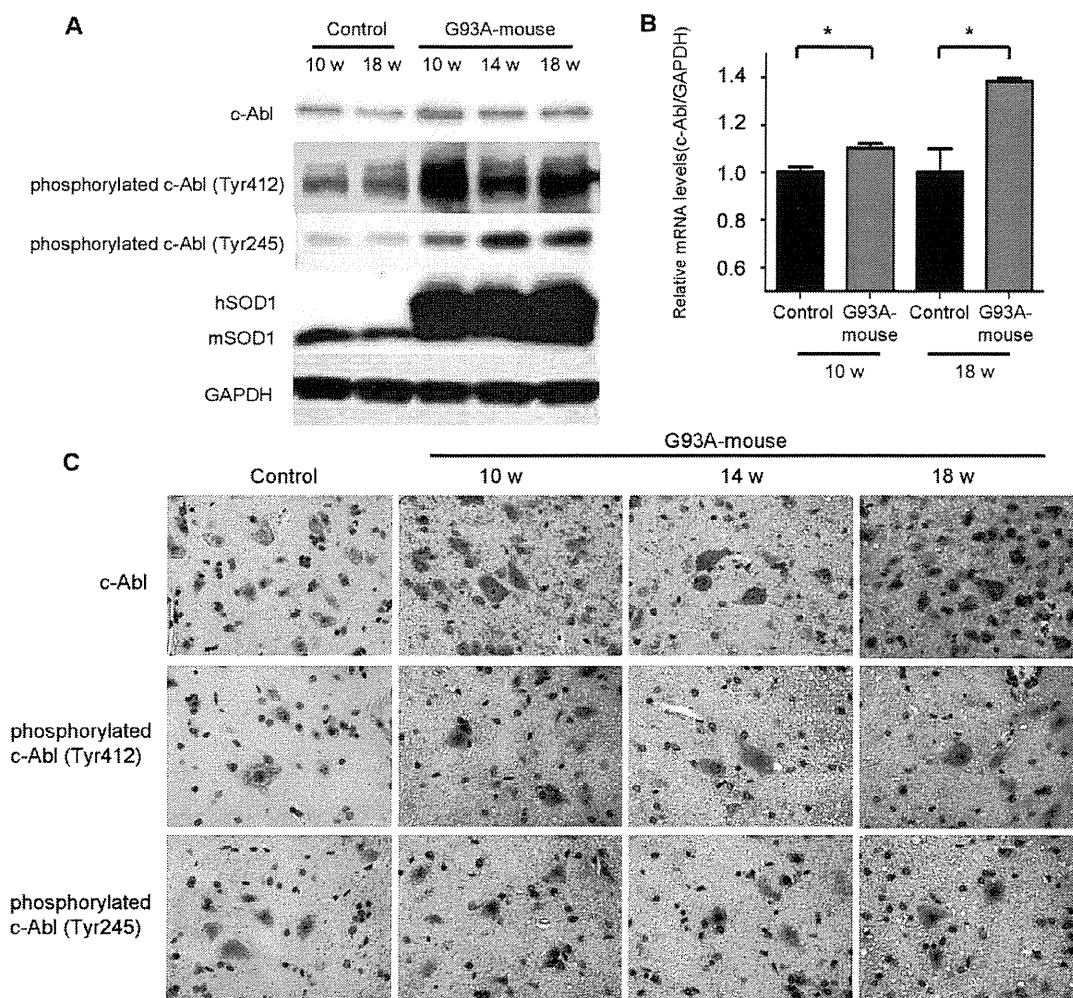 A
Control G93A-mouse
10 w 18 w 10 w 14 w 18 w
c-Abl
phosphorylated c-Abl (Tyr412)
phosphorylated c-Abl (Tyr245)
hSOD1
mSOD1
GAPDH
B
Relative mRNA levels(c-Abl/GAPDH)
* *
1.4
1.2
1.0
0.8
0.6
Control G93A- Control G93A-
mouse mouse
10 w 18 w
C
G93A-mouse
Control 10 w 14 w 18 w
c-Abl
phosphorylated
c-Abl (Tyr412)
phosphorylated
c-Abl (Tyr245)